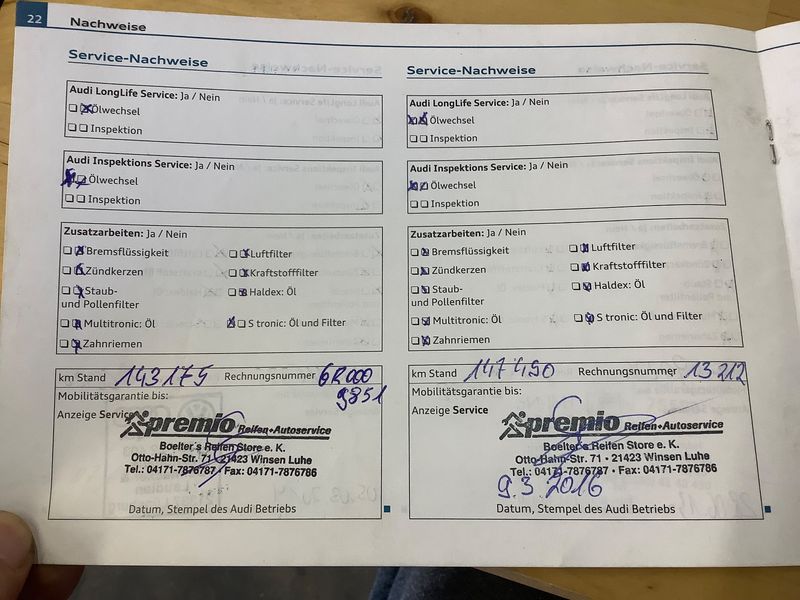 22
Nachweise
Service-Nachweise
Audi LongLife Service: Ja / Nein
Ölwechsel
Inspektion
Audi Inspektions Service: Ja / Nein
Ölwechsel
Inspektion
Zusatzarbeiten: Ja / Nein
Bremsflüssigkeit
Luftfilter
Zündkerzen
Kraftstofffilter
Staub-
und Pollenfilter
Haldex: Öl
Multitronic: Öl
S tronic: Öl und Filter
Zahnriemen
km Stand 143175 Rechnungsnummer GR000
9851
Mobilitätsgarantie bis:
Anzeige Service
premio Reifen+Autoservice
Boelter's Reifen Store e. K.
Otto-Hahn-Str. 71 · 21423 Winsen Luhe
Tel.: 04171-7876787 · Fax: 04171-7876786
Datum, Stempel des Audi Betriebs
Service-Nachweise
Audi LongLife Service: Ja / Nein
Ölwechsel
Inspektion
Audi Inspektions Service: Ja / Nein
Ölwechsel
Inspektion
Zusatzarbeiten: Ja / Nein
Bremsflüssigkeit
Luftfilter
Zündkerzen
Kraftstofffilter
Staub-
und Pollenfilter
Haldex: Öl
Multitronic: Öl
S tronic: Öl und Filter
Zahnriemen
km Stand 147450 Rechnungsnummer 13212
Mobilitätsgarantie bis:
Anzeige Service
premio Reifen+Autoservice
Boelter's Reifen Store e. K.
Otto-Hahn-Str. 71 · 21423 Winsen Luhe
Tel.: 04171-7876787 · Fax: 04171-7876786
9.3.2016
Datum, Stempel des Audi Betriebs